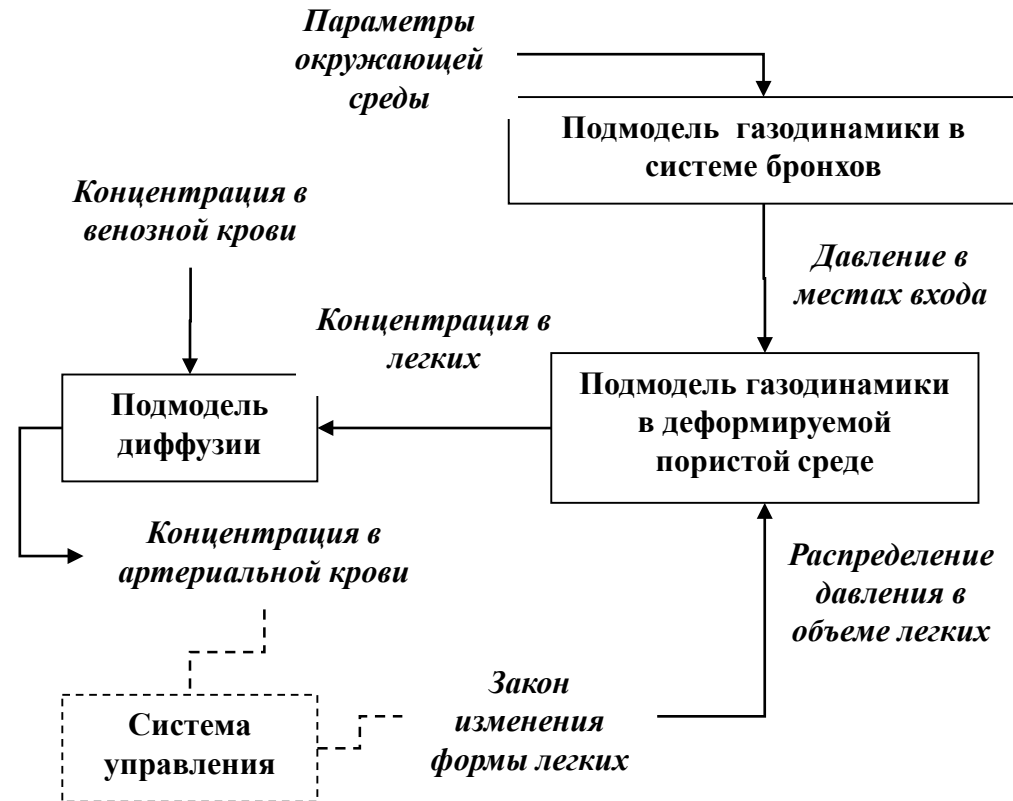 Параметры
окружающей
среды
Подмодель газодинамики в
системе бронхов
Концентрация в
венозной крови
Давление в
местах входа
Концентрация в
легких
Подмодель газодинамики
в деформируемой
пористой среде
Подмодель
диффузии
Концентрация в
артериальной крови
Распределение
давления в
объеме легких
Закон
изменения
формы легких
Система
управления